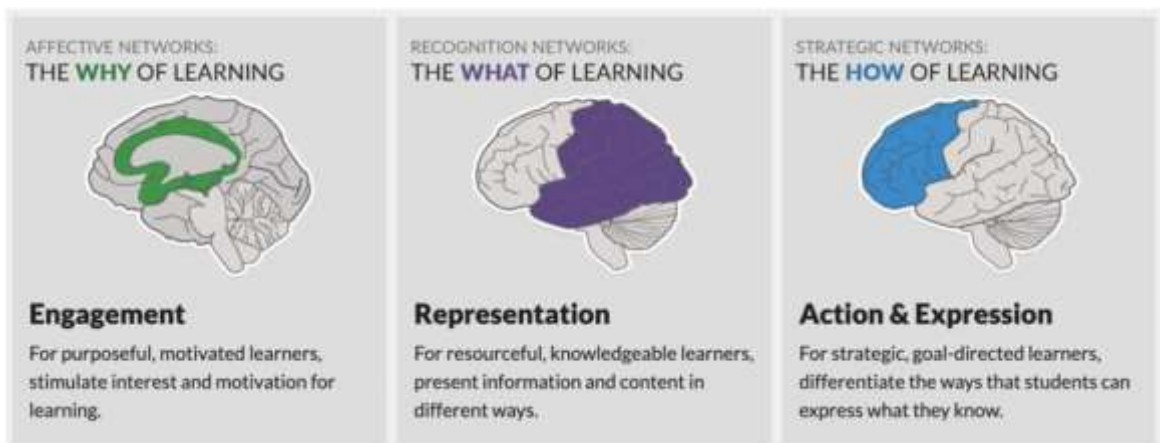 AFFECTIVE NETWORKS:
THE WHY OF LEARNING
Engagement
For purposeful, motivated learners,
stimulate interest and motivation for
learning.
RECOGNITION NETWORKS:
THE WHAT OF LEARNING
Representation
For resourceful, knowledgeable learners,
present information and content in
different ways.
STRATEGIC NETWORKS:
THE HOW OF LEARNING
Action & Expression
For strategic, goal-directed learners,
differentiate the ways that students can
express what they know.